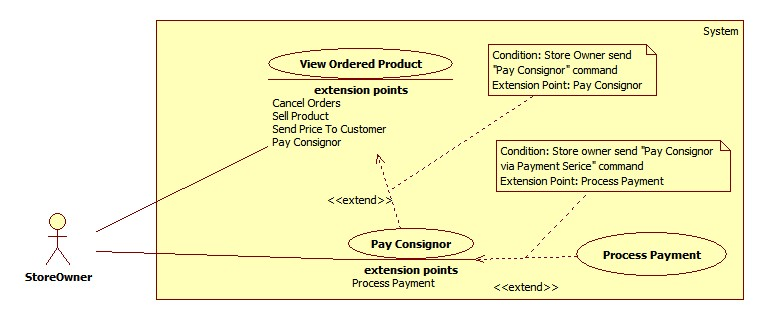 System
View Ordered Product
extension points
Cancel Orders
Sell Product
Send Price To Customer
Pay Consignor
Condition: Store Owner send
"Pay Consignor" command
Extension Point: Pay Consignor
Condition: Store owner send "Pay Consignor
via Payment Serice" command
Extension Point: Process Payment
<<extend>>
StoreOwner
Pay Consignor
extension points
Process Payment
Process Payment
<<extend>>